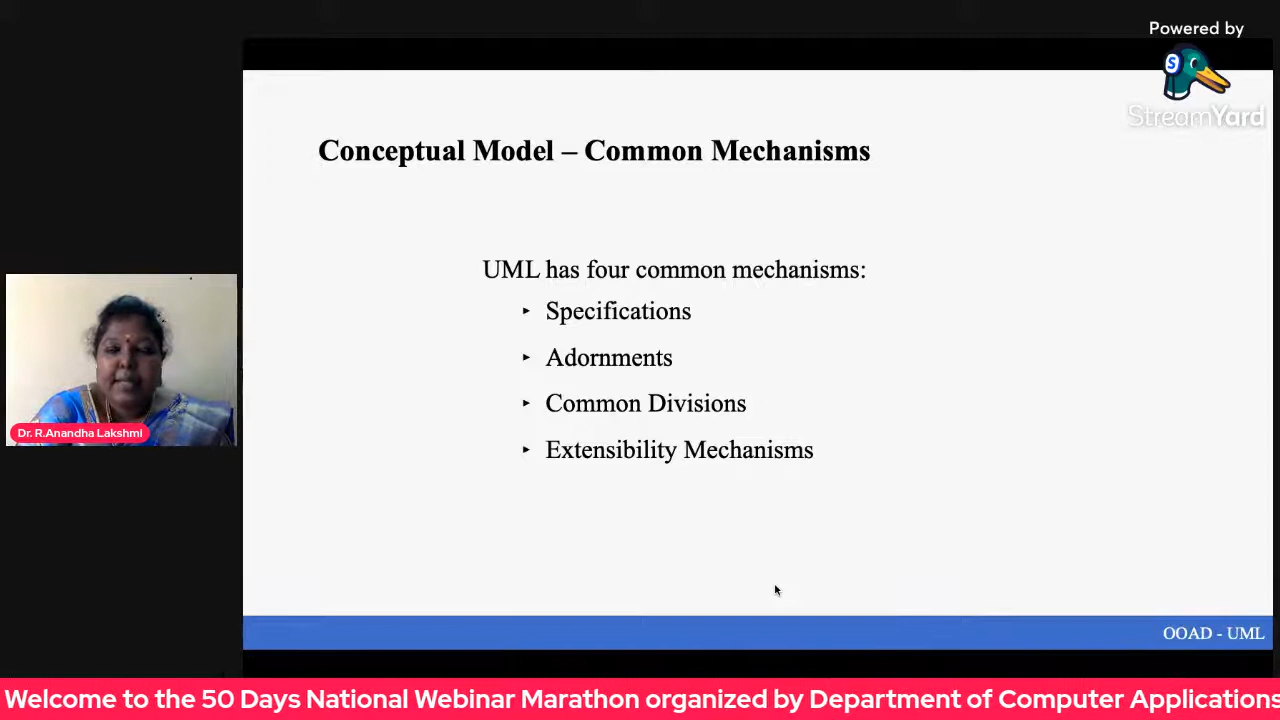 Powered by
StreamYard
Conceptual Model – Common Mechanisms
UML has four common mechanisms:
‣ Specifications
‣ Adornments
‣ Common Divisions
‣ Extensibility Mechanisms
Dr. R.Anandha Lakshmi
OOAD - UML
Welcome to the 50 Days National Webinar Marathon organized by Department of Computer Applications